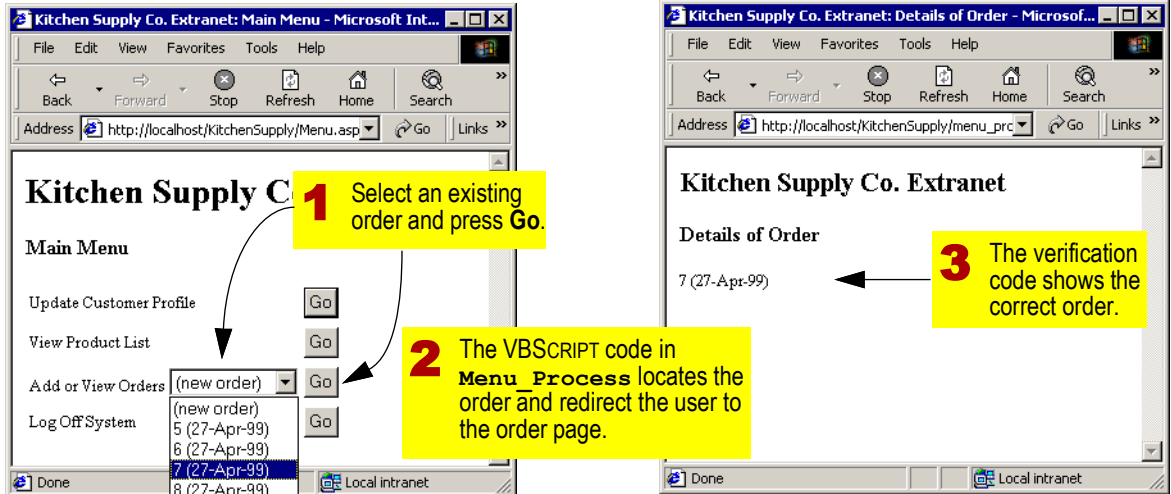 Kitchen Supply Co. Extranet: Main Menu - Microsoft Int...
File Edit View Favorites Tools Help
Back Forward Stop Refresh Home Search »
Address http://localhost/KitchenSupply/Menu.asp Go Links »
Kitchen Supply C
Main Menu
Update Customer Profile Go
View Product List Go
Add or View Orders (new order) Go
(new order)
5 (27-Apr-99)
6 (27-Apr-99)
7 (27-Apr-99)
8 (27-Apr-99)
Log Off System Go
Done Local intranet
1 Select an existing
order and press Go.
2 The VBSCRIPT code in
Menu_Process locates the
order and redirect the user to
the order page.
Kitchen Supply Co. Extranet: Details of Order - Microsof...
File Edit View Favorites Tools Help
Back Forward Stop Refresh Home Search »
Address http://localhost/KitchenSupply/menu_prc Go Links »
Kitchen Supply Co. Extranet
Details of Order
7 (27-Apr-99)
3 The verification
code shows the
correct order.
Done Local intranet